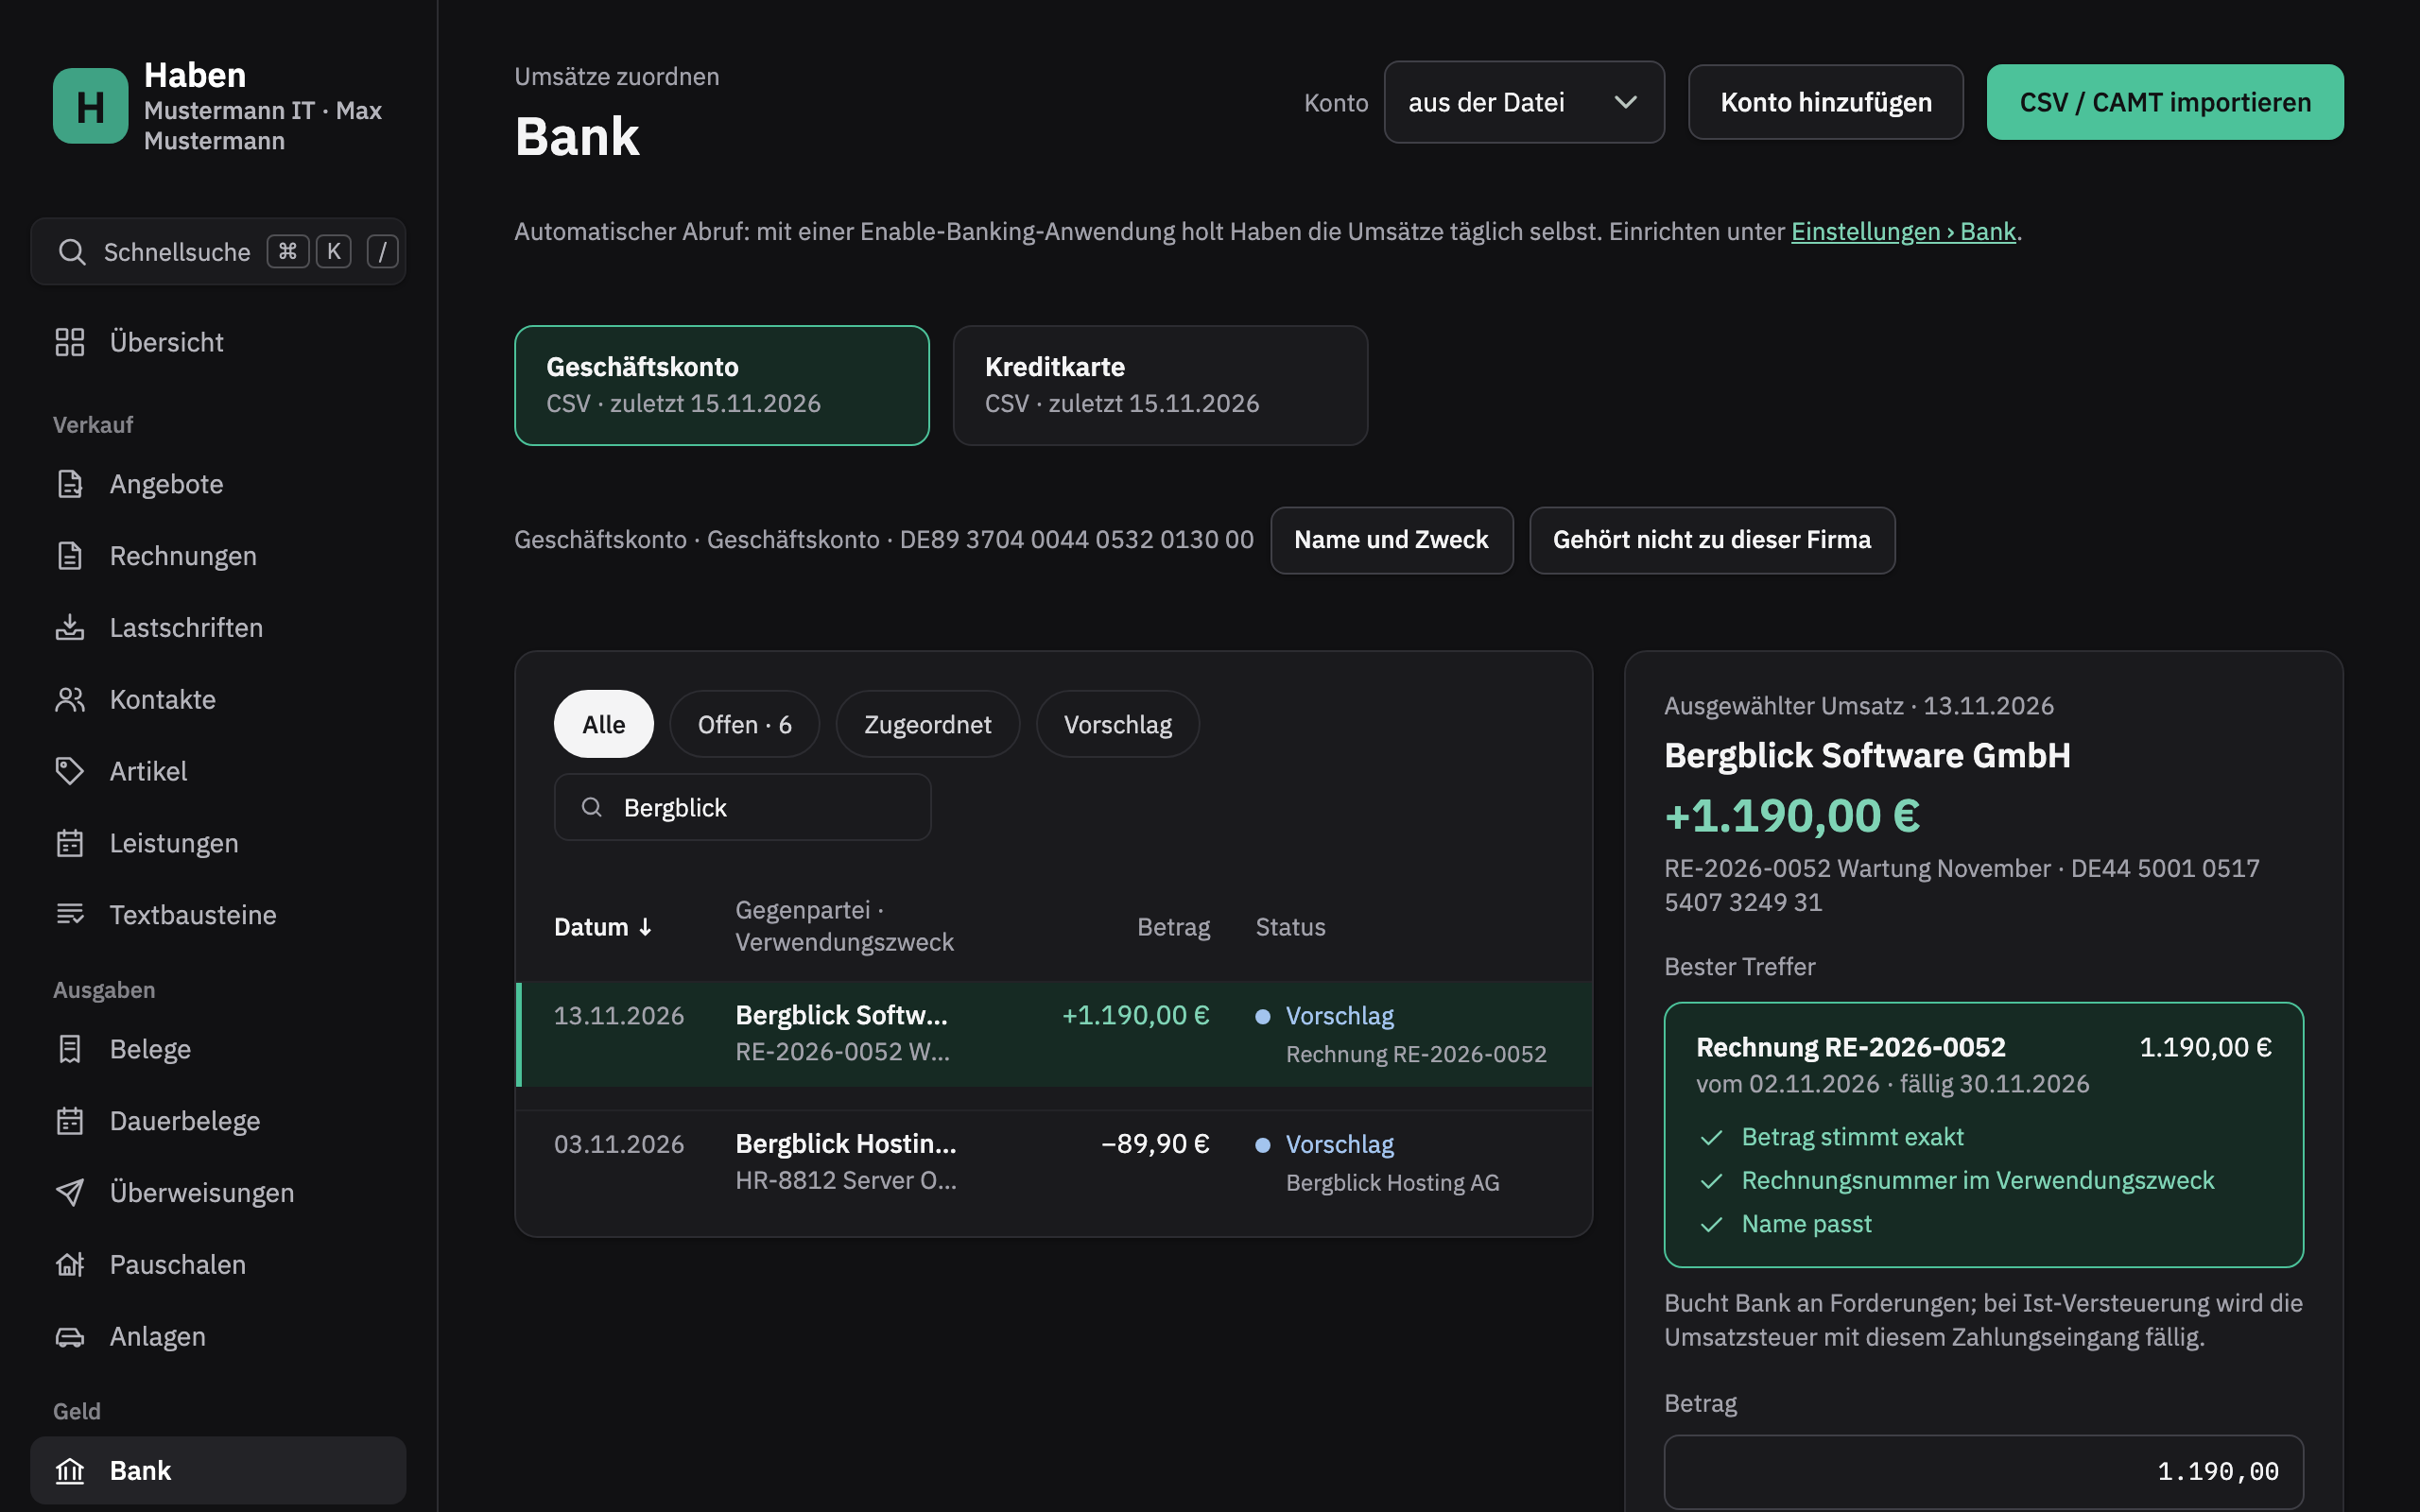 H
Haben
Mustermann IT · Max
Mustermann
Schnellsuche ⌘ K /
Übersicht
Verkauf
Angebote
Rechnungen
Lastschriften
Kontakte
Artikel
Leistungen
Textbausteine
Ausgaben
Belege
Dauerbelege
Überweisungen
Pauschalen
Anlagen
Geld
Bank
Umsätze zuordnen
Bank
Konto
aus der Datei
Konto hinzufügen
CSV / CAMT importieren
Automatischer Abruf: mit einer Enable-Banking-Anwendung holt Haben die Umsätze täglich selbst. Einrichten unter Einstellungen › Bank.
Geschäftskonto
CSV · zuletzt 15.11.2026
Kreditkarte
CSV · zuletzt 15.11.2026
Geschäftskonto · Geschäftskonto · DE89 3704 0044 0532 0130 00
Name und Zweck
Gehört nicht zu dieser Firma
Alle
Offen · 6
Zugeordnet
Vorschlag
Bergblick
Datum ↓
Gegenpartei ·
Verwendungszweck
Betrag
Status
13.11.2026
Bergblick Softw...
RE-2026-0052 W...
+1.190,00 €
Vorschlag
Rechnung RE-2026-0052
03.11.2026
Bergblick Hostin...
HR-8812 Server O...
−89,90 €
Vorschlag
Bergblick Hosting AG
Ausgewählter Umsatz · 13.11.2026
Bergblick Software GmbH
+1.190,00 €
RE-2026-0052 Wartung November · DE44 5001 0517
5407 3249 31
Bester Treffer
Rechnung RE-2026-0052
1.190,00 €
vom 02.11.2026 · fällig 30.11.2026
Betrag stimmt exakt
Rechnungsnummer im Verwendungszweck
Name passt
Bucht Bank an Forderungen; bei Ist-Versteuerung wird die
Umsatzsteuer mit diesem Zahlungseingang fällig.
Betrag
1.190,00